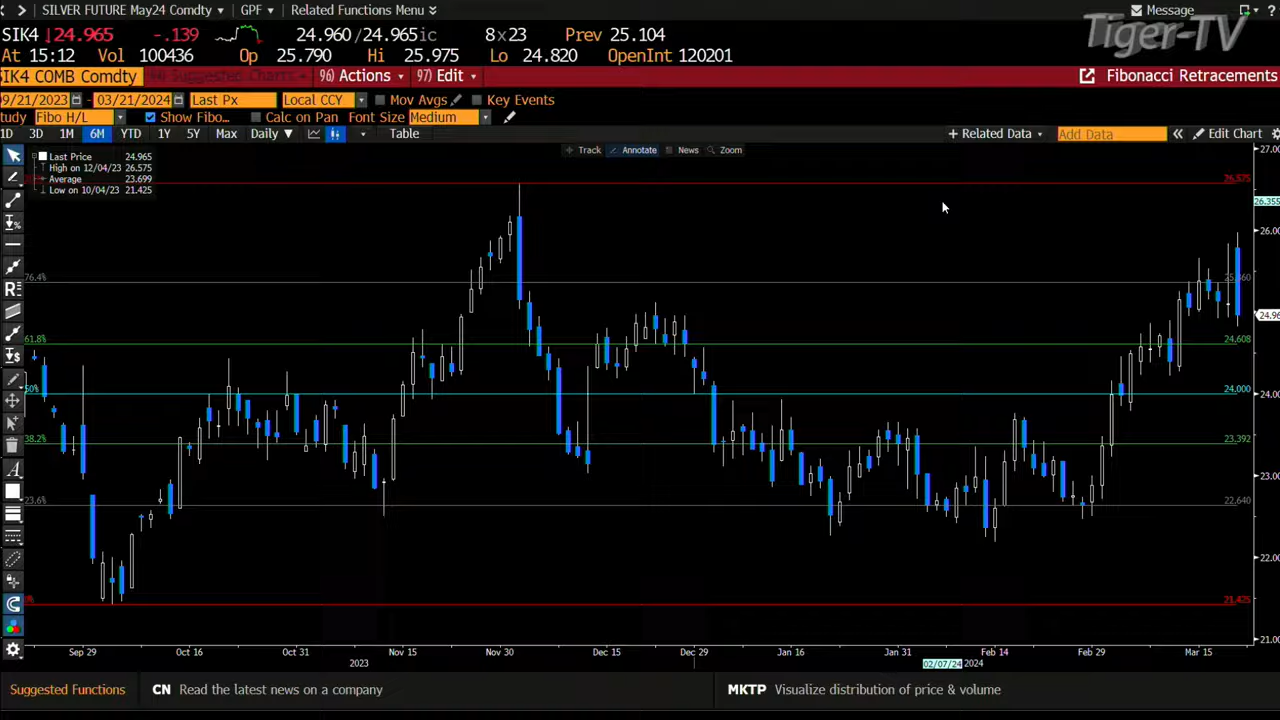 SILVER FUTURE May24 Comdty GPF Related Functions Menu Message ?
Tiger-TV
SIK4 ↓24.965 -.139 24.960/24.965ic 8x23 Prev 25.104
At 15:12 Vol 100436 Op 25.790 Hi 25.975 Lo 24.820 OpenInt 120201
SIK4 COMB Comdty 94) Suggested Charts 96) Actions 97) Edit Fibonacci Retracements
09/21/2023 - 03/21/2024 Last Px Local CCY Mov Avgs Key Events
Study Fibo H/L Show Fibo... Calc on Pan Font Size Medium
1D 3D 1M 6M YTD 1Y 5Y Max Daily ▼ Table + Related Data Add Data « Edit Chart
Track Annotate News Zoom
Last Price 24.965
High on 12/04/23 26.575
Average 23.699
Low on 10/04/23 21.425
27.00
26.575
26.355
26.00
76.4% 25.360
24.96
61.8% 24.608
50% 24.000 24.00
38.2% 23.392
23.00
23.6% 22.640
22.00
21.425
21.00
Sep 29 Oct 16 Oct 31 Nov 15 Nov 30 Dec 15 Dec 29 Jan 16 Jan 31 Feb 14 Feb 29 Mar 15
2023 02/07/24 2024
Suggested Functions CN Read the latest news on a company MKTP Visualize distribution of price & volume